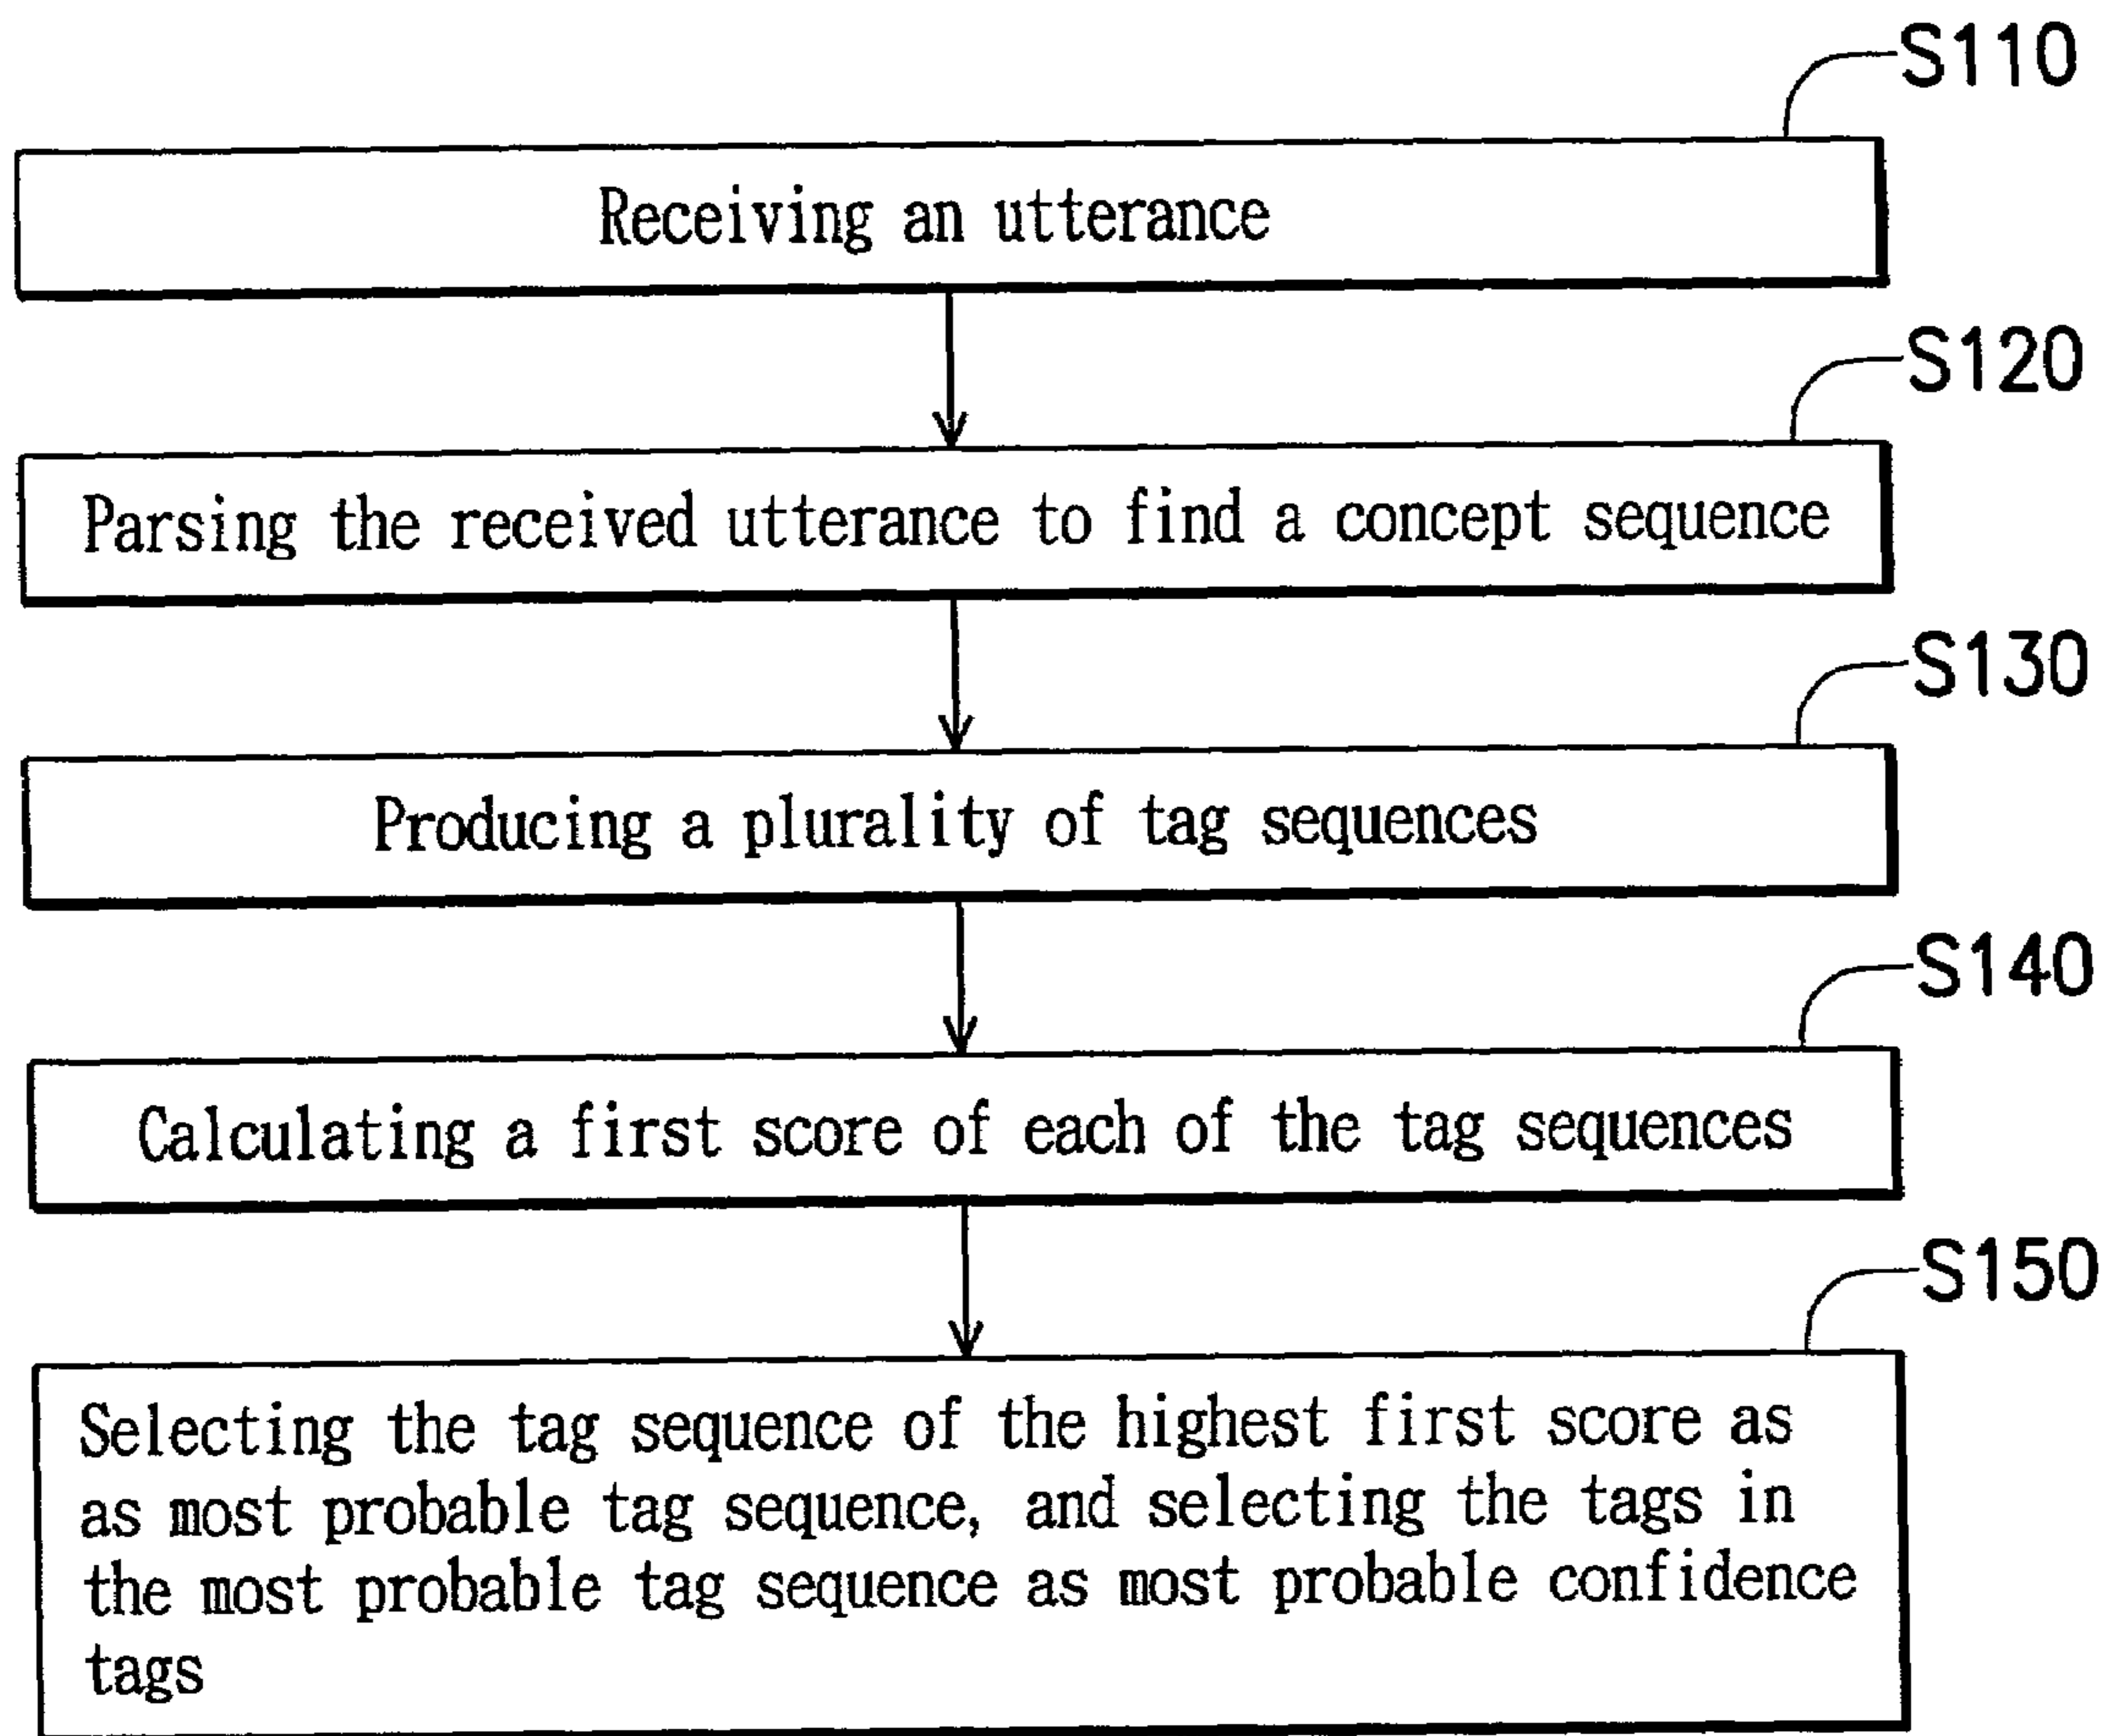 S110
Receiving an utterance
S120
Parsing the received utterance to find a concept sequence
S130
Producing a plurality of tag sequences
S140
Calculating a first score of each of the tag sequences
S150
Selecting the tag sequence of the highest first score as
as most probable tag sequence, and selecting the tags in
the most probable tag sequence as most probable confidence
tags